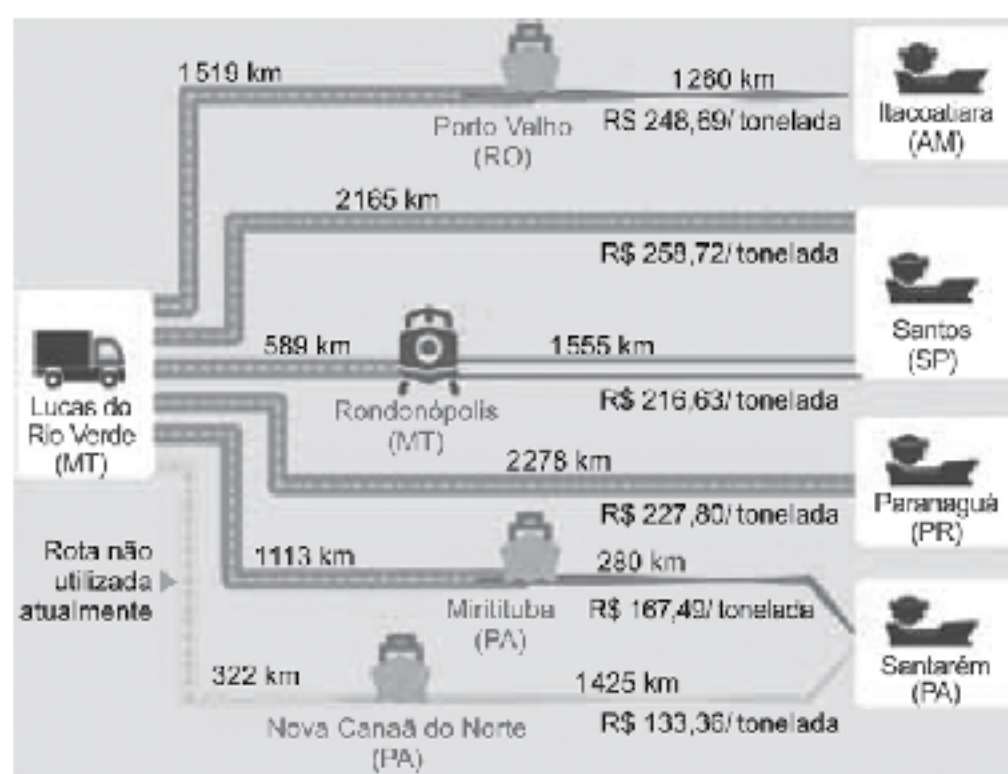 1519 km
1260 km
Porto Velho
(RO)
R$ 248,69/ tonelada
Itacoatiara
(AM)
2165 km
R$ 258,72/ tonelada
Santos
(SP)
589 km
1555 km
Rondonópolis
(MT)
R$ 216,63/ tonelada
Lucas do
Rio Verde
(MT)
2278 km
R$ 227,80/ tonelada
Paranaguá
(PR)
Rota não
utilizada
atualmente
1113 km
280 km
Miritituba
(PA)
R$ 167,49/ tonelada
Santarém
(PA)
322 km
1425 km
Nova Canaã do Norte
(PA)
R$ 133,36/ tonelada